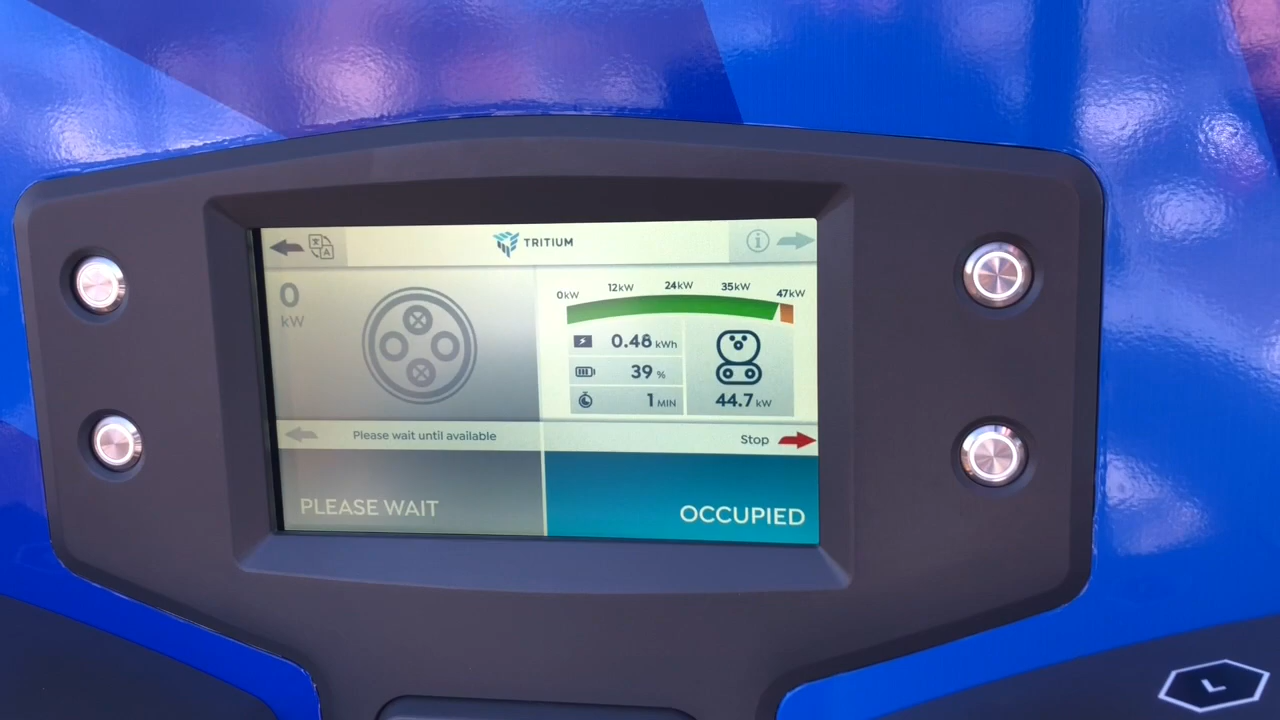 TRITIUM
0
kW
0kW 12kW 24kW 35kW 47kW
0.48 kWh
39 %
1 MIN
44.7 kW
Please wait until available
Stop
PLEASE WAIT
OCCUPIED
L